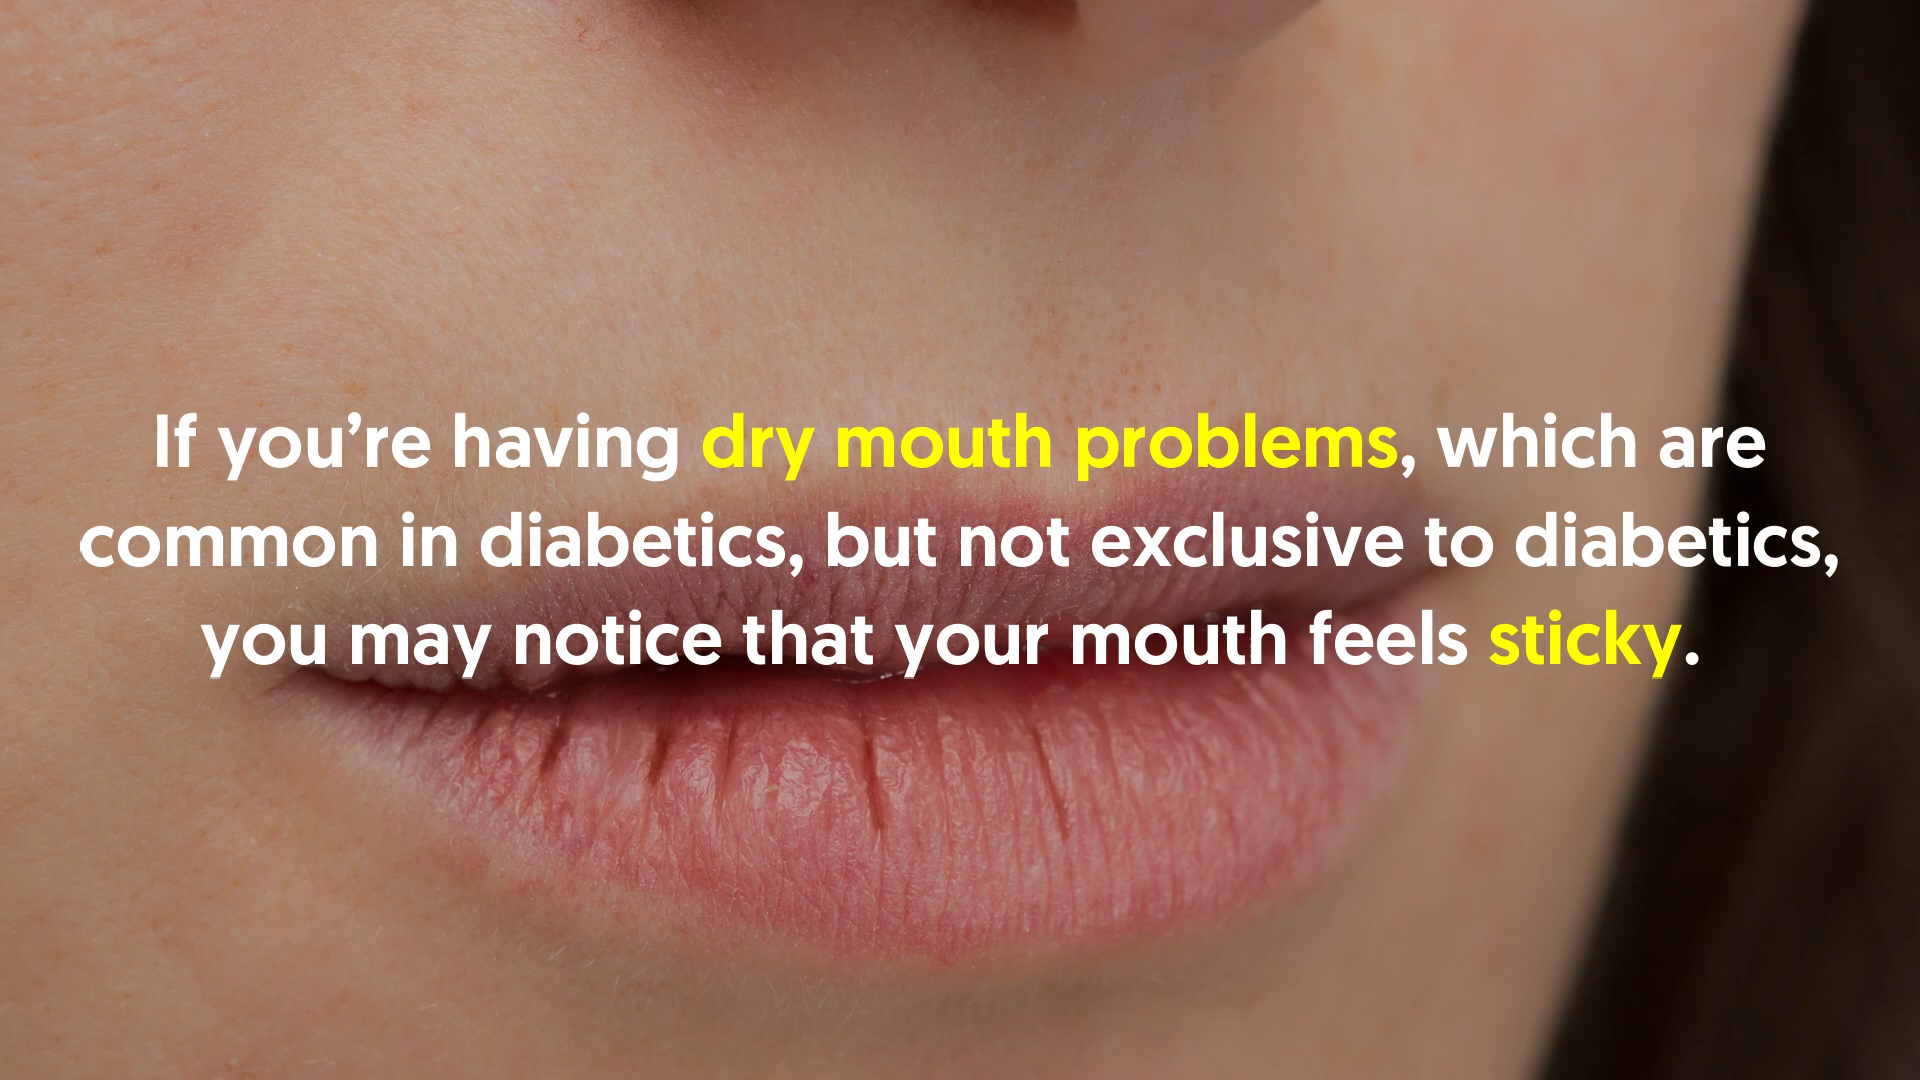 If you’re having dry mouth problems, which are
common in diabetics, but not exclusive to diabetics,
you may notice that your mouth feels sticky.